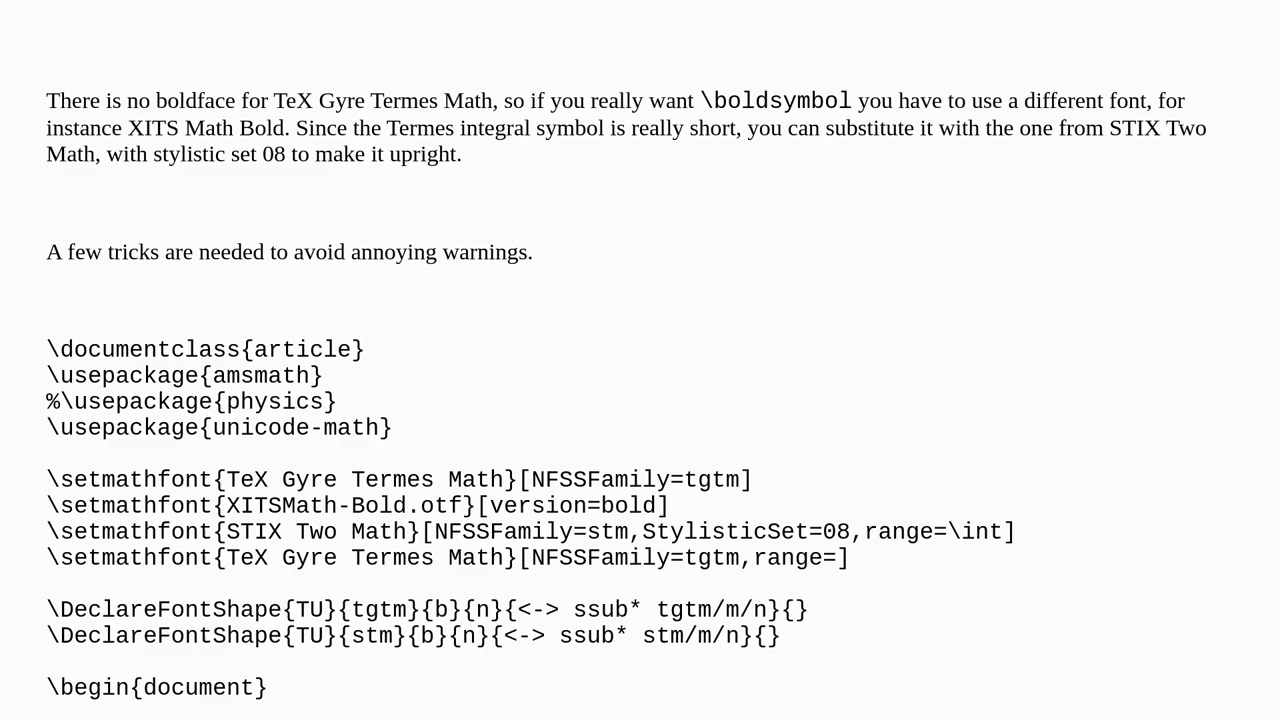 There is no boldface for TeX Gyre Termes Math, so if you really want \boldsymbol you have to use a different font, for
instance XITS Math Bold. Since the Termes integral symbol is really short, you can substitute it with the one from STIX Two
Math, with stylistic set 08 to make it upright.
A few tricks are needed to avoid annoying warnings.
\documentclass{article}
\usepackage{amsmath}
%\usepackage{physics}
\usepackage{unicode-math}
\setmathfont{TeX Gyre Termes Math}[NFSSFamily=tgtm]
\setmathfont{XITSMath-Bold.otf}[version=bold]
\setmathfont{STIX Two Math}[NFSSFamily=stm,StylisticSet=08,range=\int]
\setmathfont{TeX Gyre Termes Math}[NFSSFamily=tgtm,range=]
\DeclareFontShape{TU}{tgtm}{b}{n}{<-> ssub* tgtm/m/n}{}
\DeclareFontShape{TU}{stm}{b}{n}{<-> ssub* stm/m/n}{}
\begin{document}